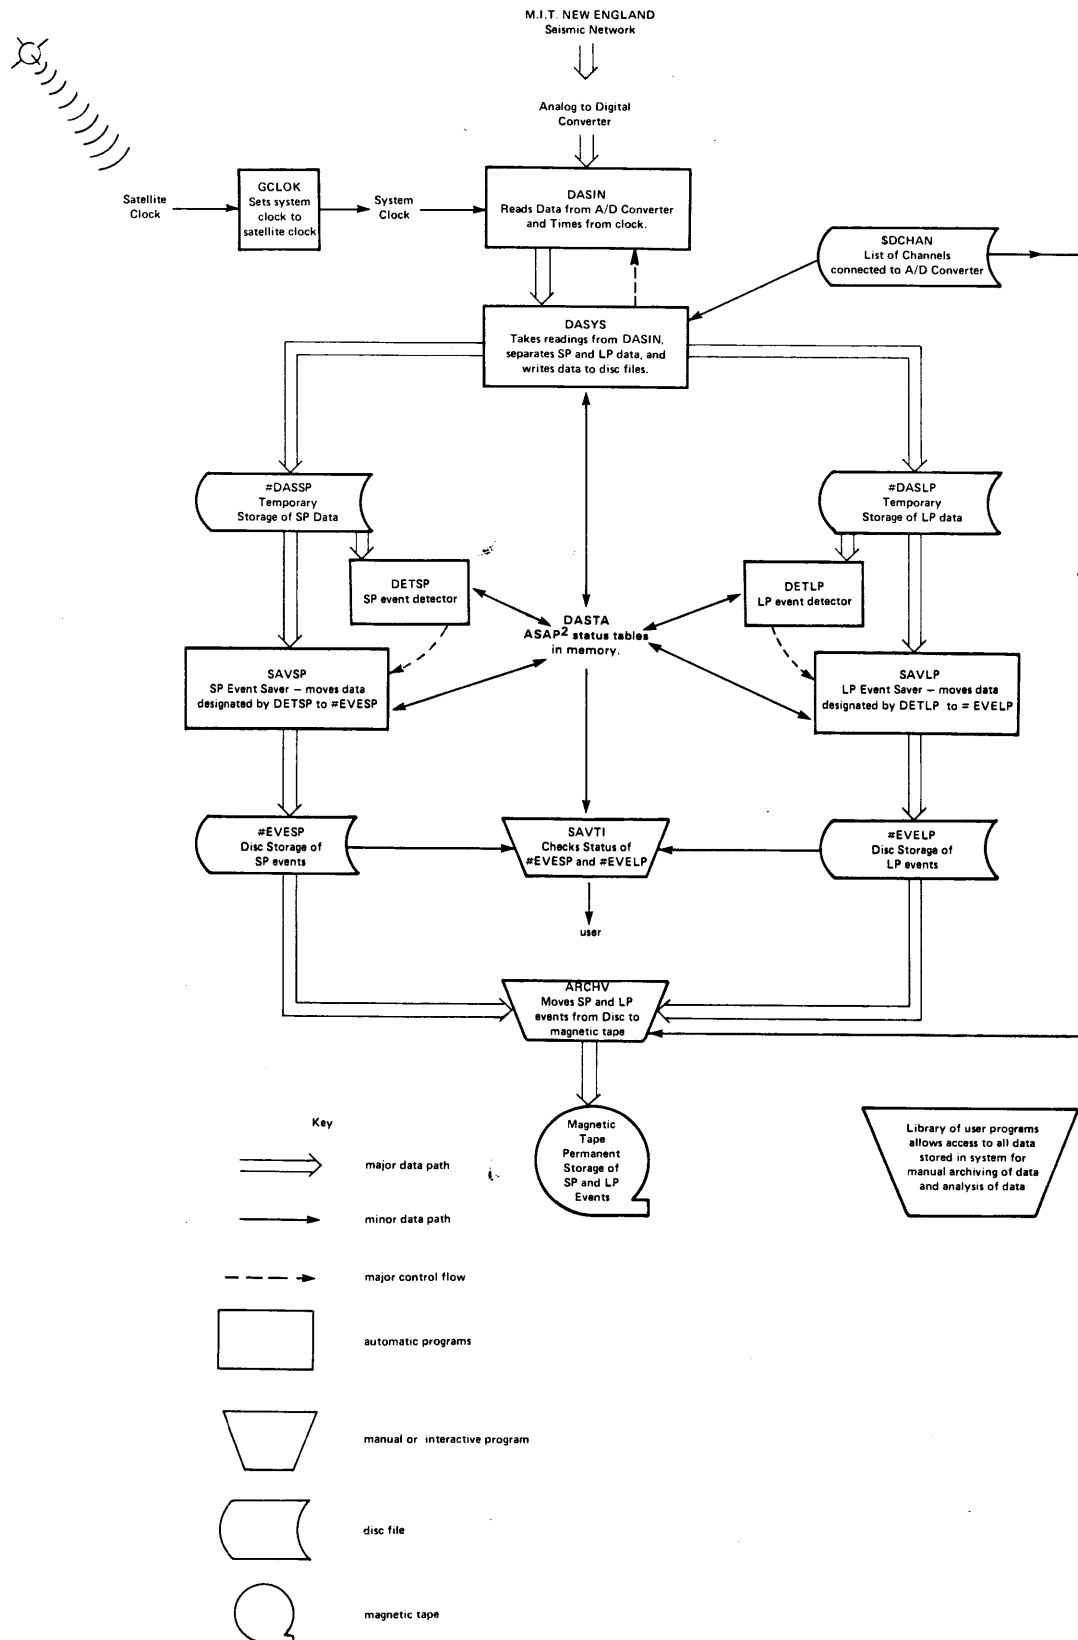 M.I.T. NEW ENGLAND
Seismic Network
Analog to Digital
Converter
Satellite
Clock
GCLOK
Sets system
clock to
satellite clock
System
Clock
DASIN
Reads Data from A/D Converter
and Times from clock.
$DCHAN
List of Channels
connected to A/D Converter
DASYS
Takes readings from DASIN,
separates SP and LP data, and
writes data to disc files.
#DASSP
Temporary
Storage of SP Data
#DASLP
Temporary
Storage of LP data
DETSP
SP event detector
DETLP
LP event detector
DASTA
ASAP² status tables
in memory.
SAVSP
SP Event Saver — moves data
designated by DETSP to #EVESP
SAVLP
LP Event Saver — moves data
designated by DETLP to = EVELP
#EVESP
Disc Storage of
SP events
SAVTI
Checks Status of
#EVESP and #EVELP
#EVELP
Disc Storage of
LP events
user
ARCHV
Moves SP and LP
events from Disc to
magnetic tape
Magnetic
Tape
Permanent
Storage of
SP and LP
Events
Library of user programs
allows access to all data
stored in system for
manual archiving of data
and analysis of data
Key
major data path
minor data path
major control flow
automatic programs
manual or interactive program
disc file
magnetic tape